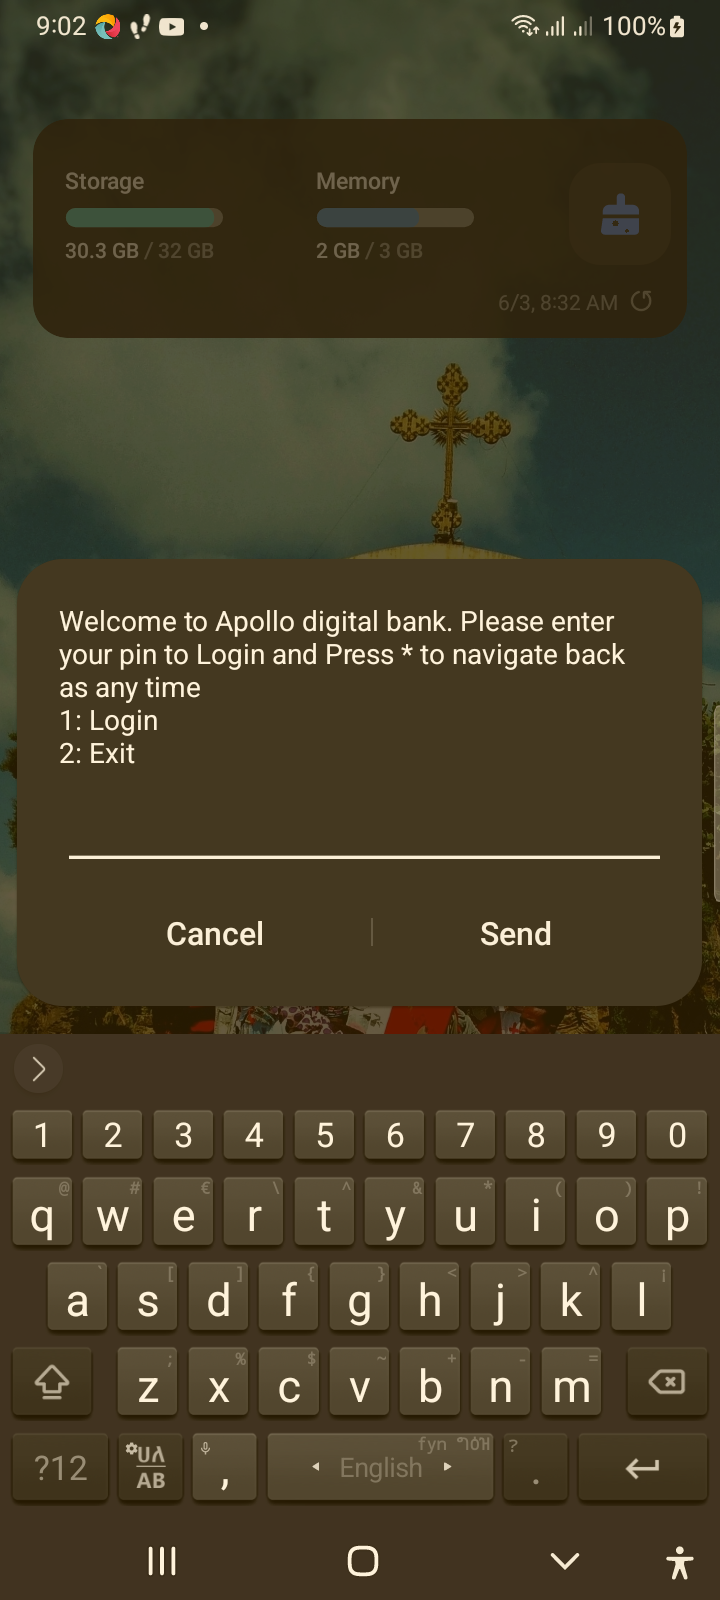 9:02 100%
Storage Memory
30.3 GB / 32 GB 2 GB / 3 GB
6/3, 8:32 AM
Welcome to Apollo digital bank. Please enter
your pin to Login and Press * to navigate back
as any time
1: Login
2: Exit
Cancel Send
1 2 3 4 5 6 7 8 9 0
@ # € \ ^ & * ( ) !
q w e r t y u i o p
` [ ] { } < > ^ ¡
a s d f g h j k l
; % $ ~ + - =
z x c v b n m
fyn ?
?12 AB , English .